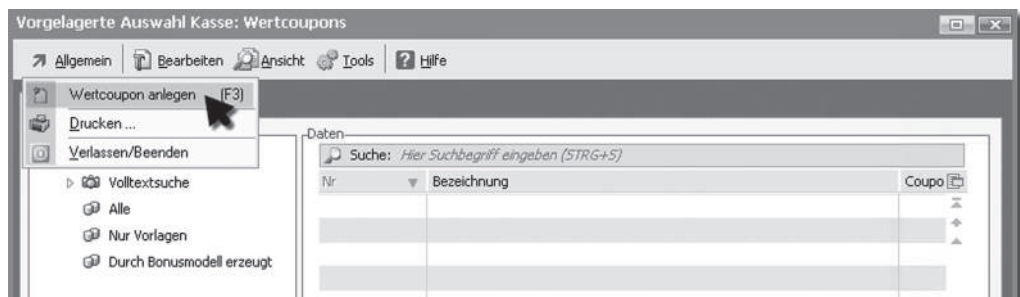 Vorgelagerte Auswahl Kasse: Wertcoupons
Allgemein Bearbeiten Ansicht Tools Hilfe
Wertcoupon anlegen (F3)
Drucken ...
Verlassen/Beenden
Volltextsuche
Alle
Nur Vorlagen
Durch Bonusmodell erzeugt
Daten
Suche: Hier Suchbegriff eingeben (STRG+S)
Nr Bezeichnung Coupo